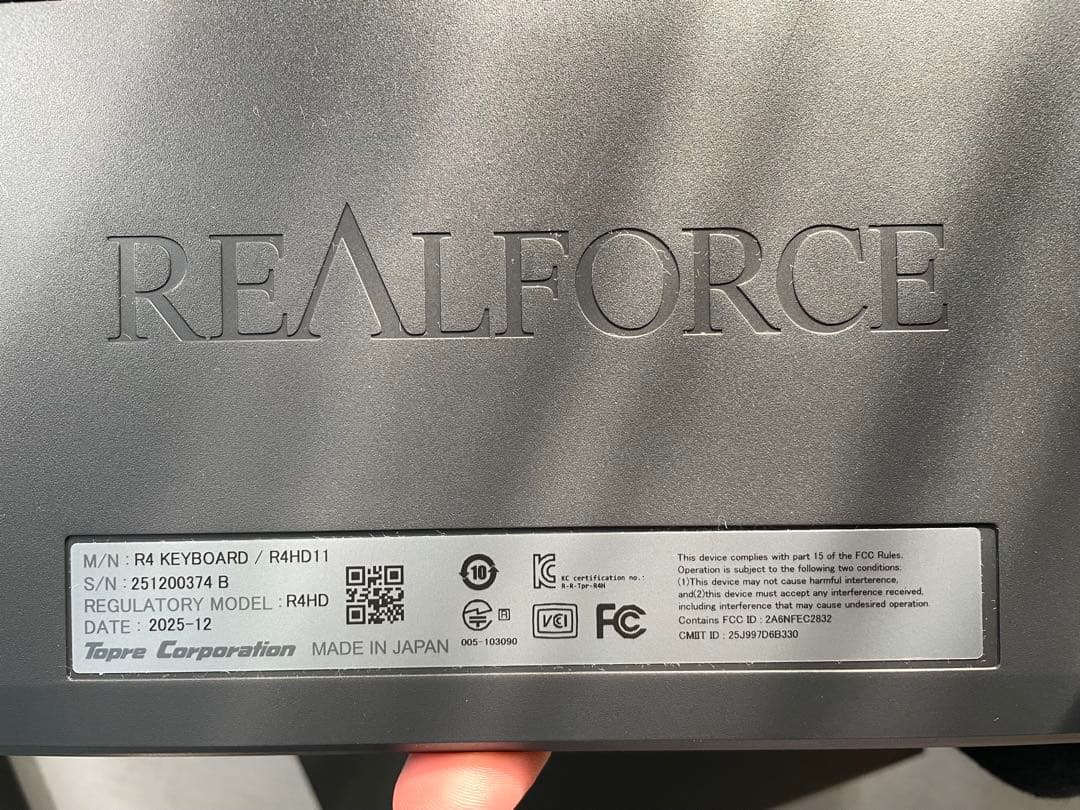 REALFORCE
M/N : R4 KEYBOARD / R4HD11
S/N : 251200374 B
REGULATORY MODEL : R4HD
DATE : 2025-12
Topre Corporation MADE IN JAPAN
10
R
005-103090
KC certification no.:
R-R-Tpr-R4H
VCI
FC
This device complies with part 15 of the FCC Rules.
Operation is subject to the following two conditions:
(1)This device may not cause harmful interference,
and(2)this device must accept any interference received,
including interference that may cause undesired operation.
Contains FCC ID : 2A6NFEC2832
CMIIT ID : 25J997D6B330